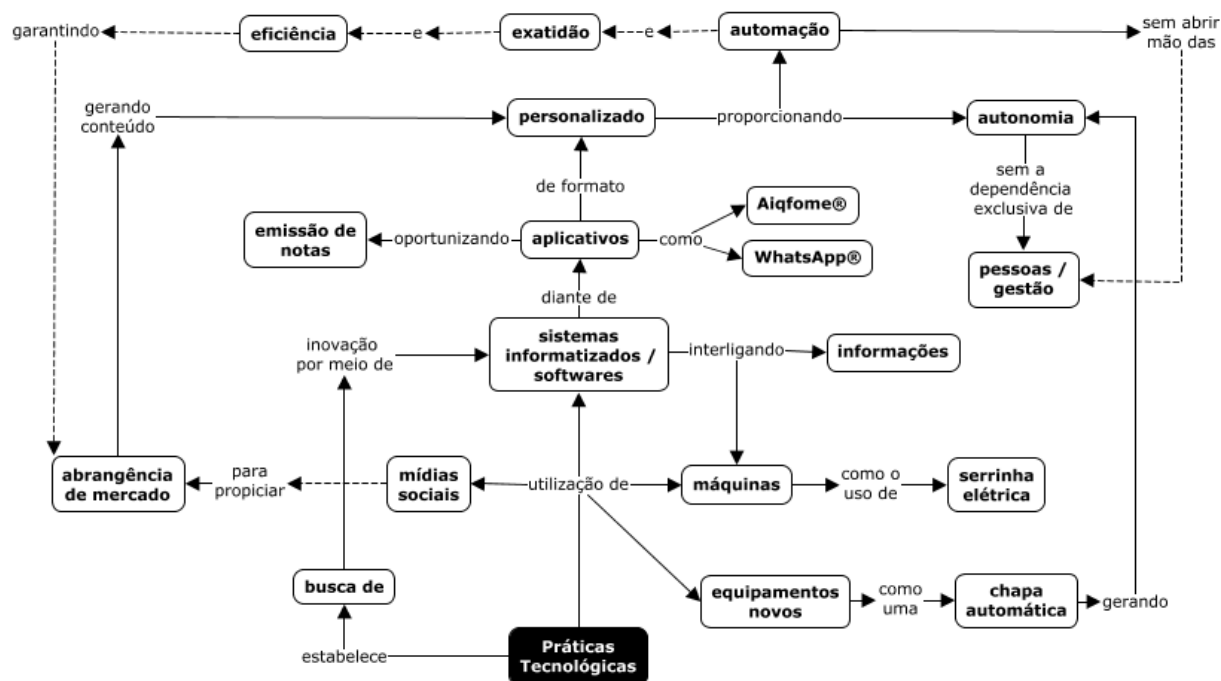 garantindo
eficiência
e
exatidão
e
automação
sem abrir
mão das
gerando
conteúdo
personalizado
proporcionando
autonomia
de formato
sem a
dependência
exclusiva de
emissão de
notas
oportunizando
aplicativos
como
Aiqfome®
WhatsApp®
pessoas /
gestão
diante de
inovação
por meio de
sistemas
informatizados /
softwares
interligando
informações
abrangência
de mercado
para
propiciar
mídias
sociais
utilização de
máquinas
como o
uso de
serrinha
elétrica
busca de
equipamentos
novos
como
uma
chapa
automática
gerando
estabelece
Práticas
Tecnológicas